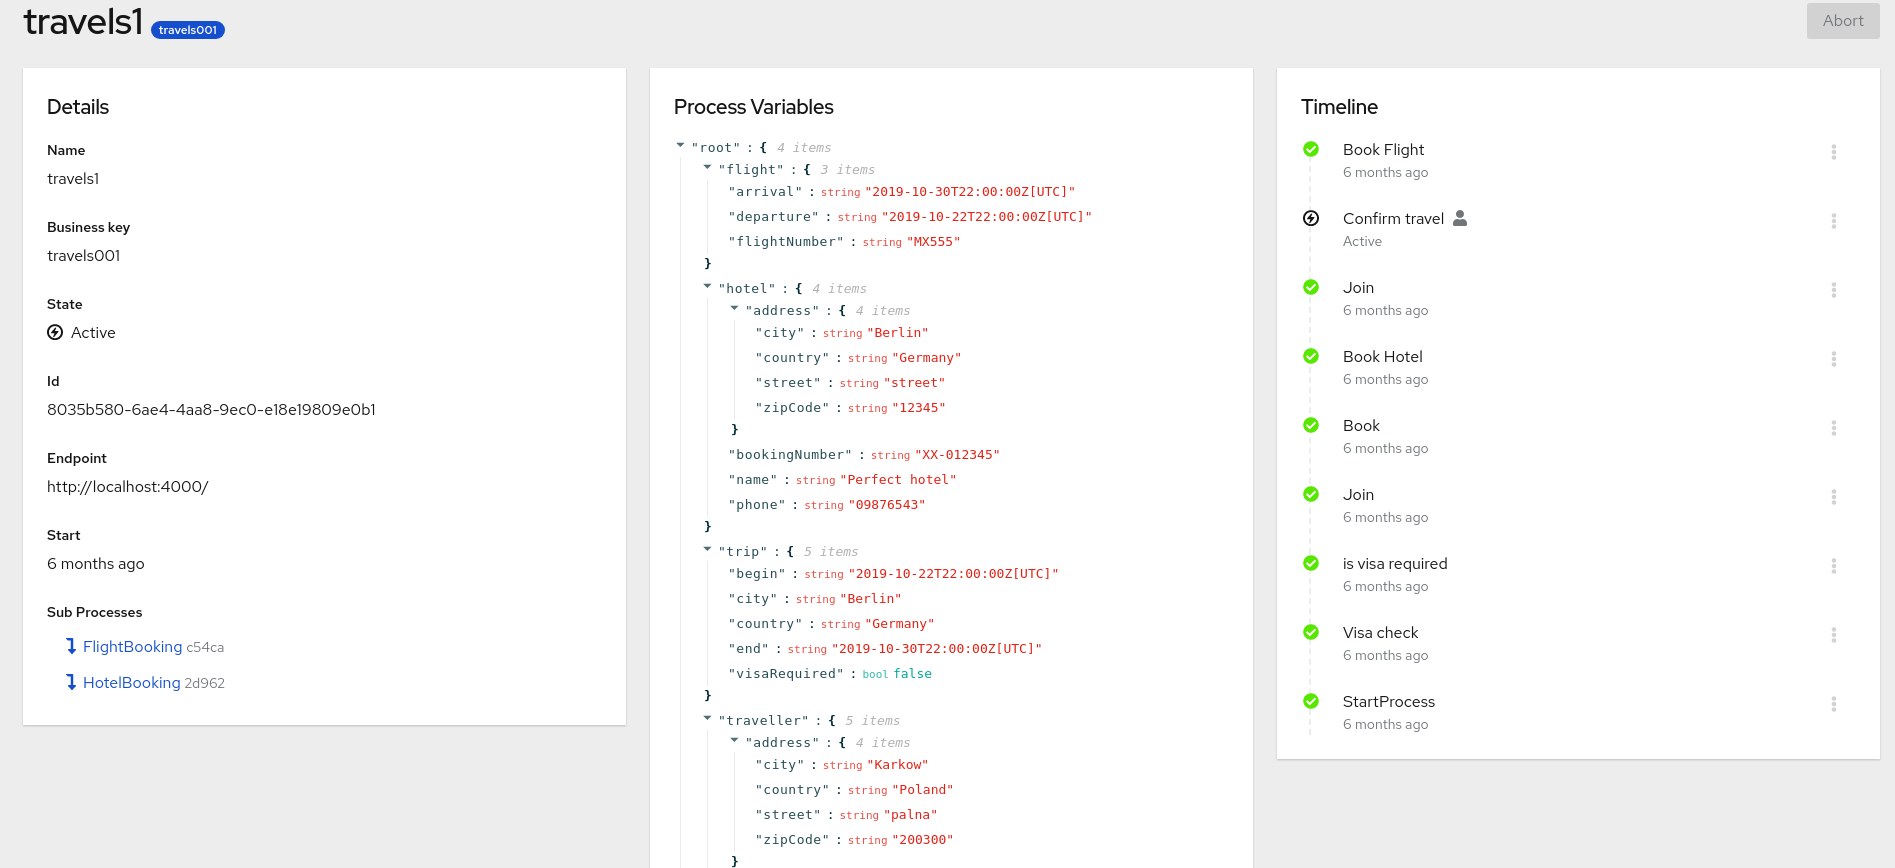 travels1 travels001
Abort
Details
Name
travels1
Business key
travels001
State
Active
Id
8035b580-6ae4-4aa8-9ec0-e18e19809e0b1
Endpoint
http://localhost:4000/
Start
6 months ago
Sub Processes
FlightBooking c54ca
HotelBooking 2d962
Process Variables
"root" : { 4 items
"flight" : { 3 items
"arrival" : string "2019-10-30T22:00:00Z[UTC]"
"departure" : string "2019-10-22T22:00:00Z[UTC]"
"flightNumber" : string "MX555"
}
"hotel" : { 4 items
"address" : { 4 items
"city" : string "Berlin"
"country" : string "Germany"
"street" : string "street"
"zipCode" : string "12345"
}
"bookingNumber" : string "XX-012345"
"name" : string "Perfect hotel"
"phone" : string "09876543"
}
"trip" : { 5 items
"begin" : string "2019-10-22T22:00:00Z[UTC]"
"city" : string "Berlin"
"country" : string "Germany"
"end" : string "2019-10-30T22:00:00Z[UTC]"
"visaRequired" : bool false
}
"traveller" : { 5 items
"address" : { 4 items
"city" : string "Karkow"
"country" : string "Poland"
"street" : string "palna"
"zipCode" : string "200300"
}
Timeline
Book Flight
6 months ago
Confirm travel
Active
Join
6 months ago
Book Hotel
6 months ago
Book
6 months ago
Join
6 months ago
is visa required
6 months ago
Visa check
6 months ago
StartProcess
6 months ago